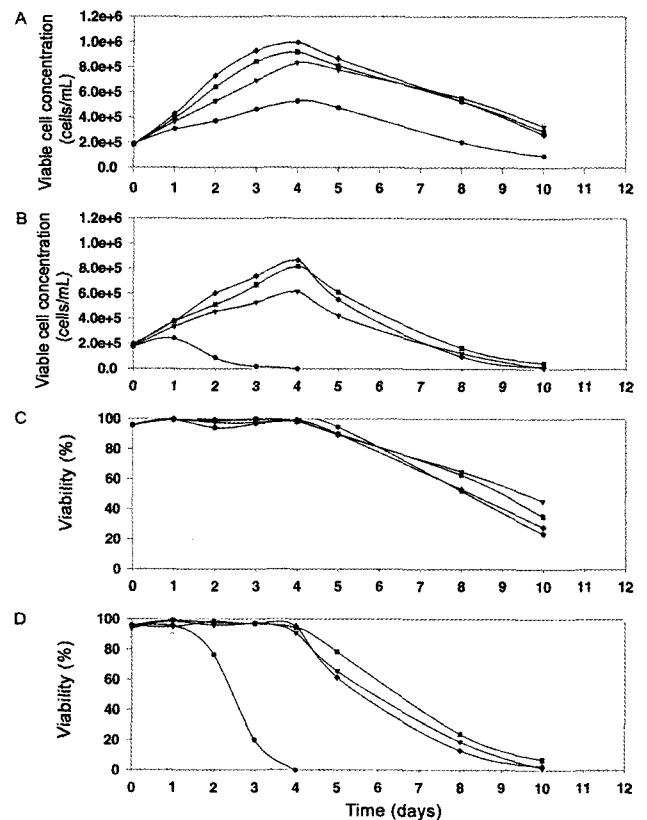 A
Viable cell concentration
(cells/mL)
1.2e+6
1.0e+6
8.0e+5
6.0e+5
4.0e+5
2.0e+5
0.0
0 1 2 3 4 5 6 7 8 9 10 11 12
B
Viable cell concentration
(cells/mL)
1.2e+6
1.0e+6
8.0e+5
6.0e+5
4.0e+5
2.0e+5
0.0
0 1 2 3 4 5 6 7 8 9 10 11 12
C
Viability (%)
100
80
60
40
20
0
0 1 2 3 4 5 6 7 8 9 10 11 12
D
Viability (%)
100
80
60
40
20
0
0 1 2 3 4 5 6 7 8 9 10 11 12
Time (days)